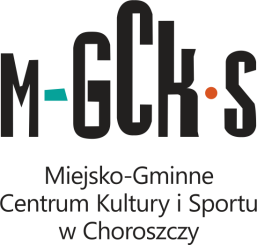 M-GCK·S
Miejsko-Gminne
Centrum Kultury i Sportu
w Choroszczy